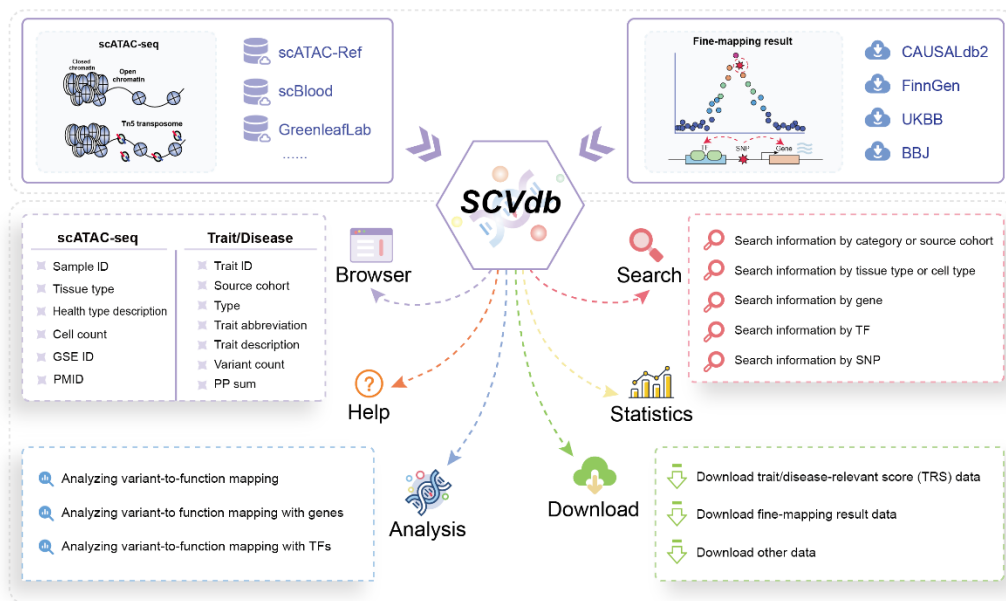 scATAC-seq
Closed
chromatin
Open
chromatin
Tn5 transposome
scATAC-Ref
scBlood
GreenleafLab
......
Fine-mapping result
TF
SNP
Gene
CAUSALdb2
FinnGen
UKBB
BBJ
SCVdb
scATAC-seq
Sample ID
Tissue type
Health type description
Cell count
GSE ID
PMID
Trait/Disease
Trait ID
Source cohort
Type
Trait abbreviation
Trait description
Variant count
PP sum
Browser
Search
Search information by category or source cohort
Search information by tissue type or cell type
Search information by gene
Search information by TF
Search information by SNP
?
Help
Statistics
Analyzing variant-to-function mapping
Analyzing variant-to function mapping with genes
Analyzing variant-to-function mapping with TFs
Analysis
Download
Download trait/disease-relevant score (TRS) data
Download fine-mapping result data
Download other data